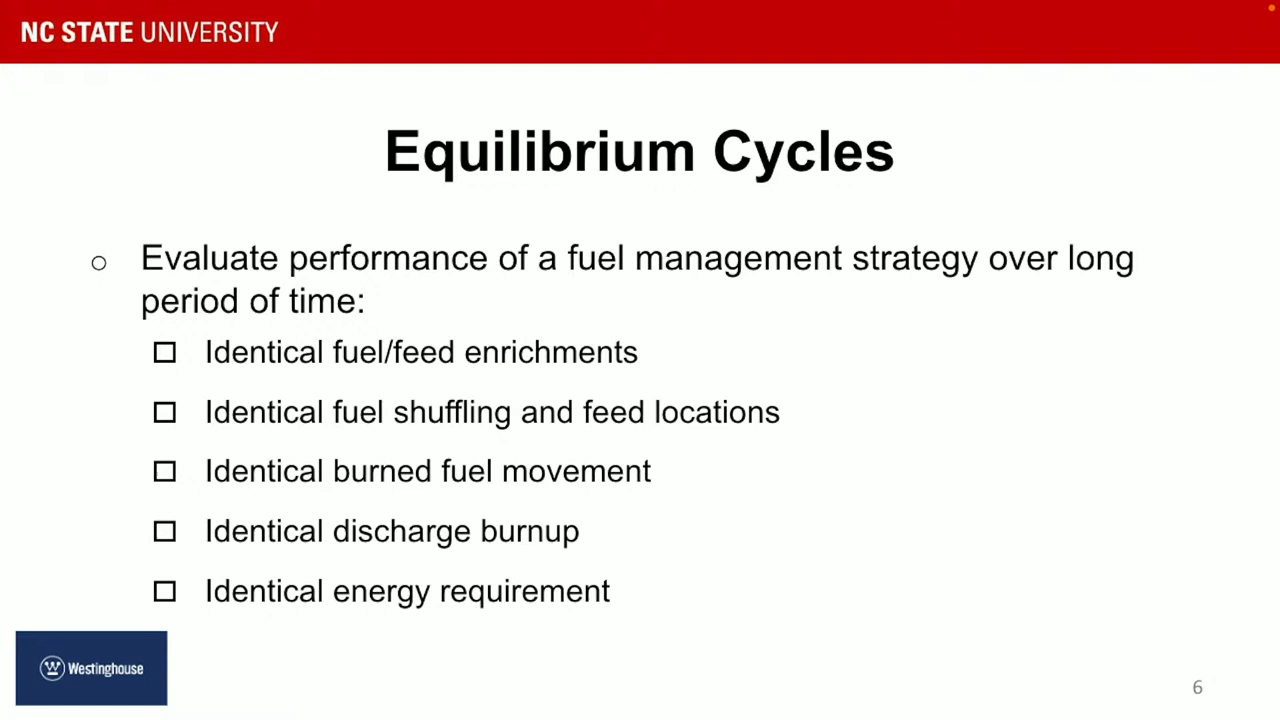 NC STATE UNIVERSITY
Equilibrium Cycles
Evaluate performance of a fuel management strategy over long
period of time:
Identical fuel/feed enrichments
Identical fuel shuffling and feed locations
Identical burned fuel movement
Identical discharge burnup
Identical energy requirement
Westinghouse
6